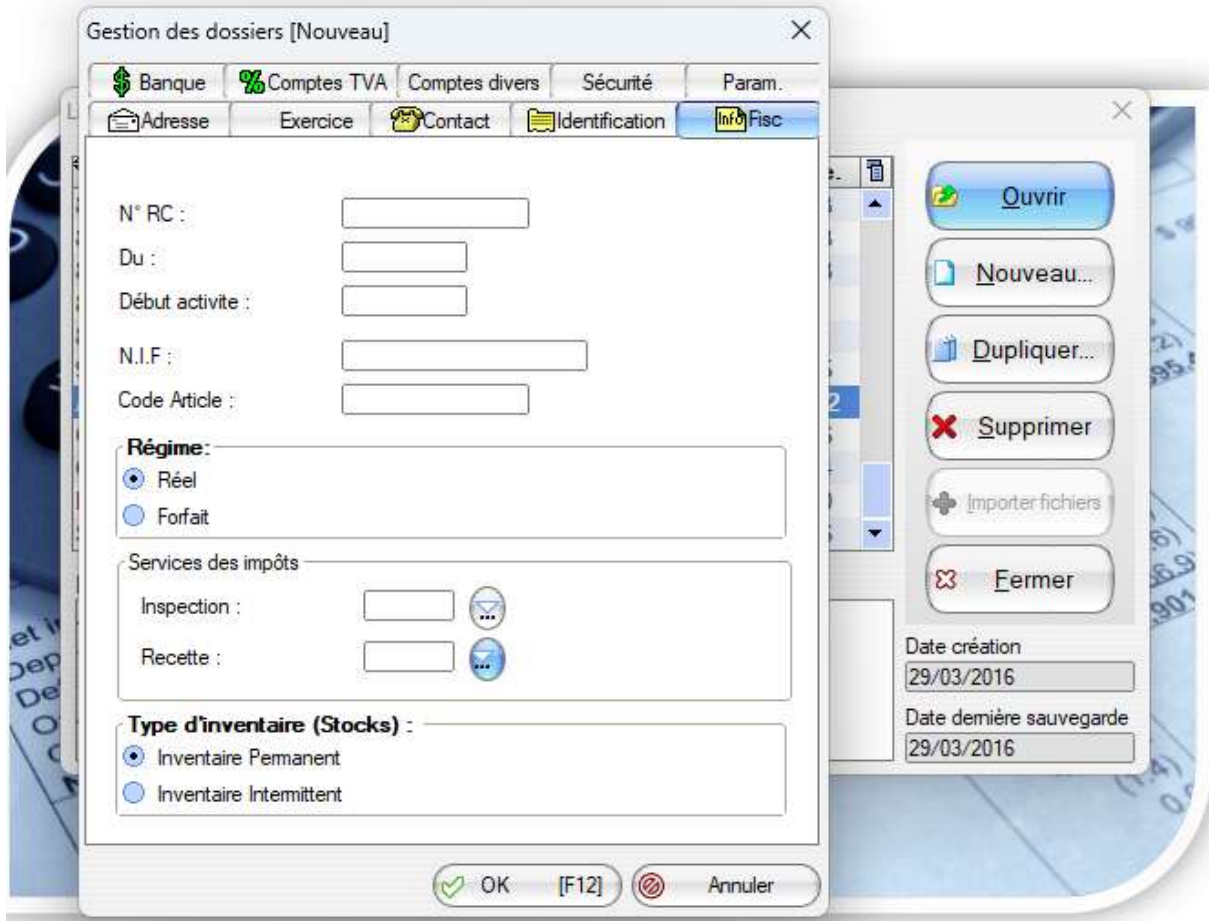 Gestion des dossiers [Nouveau]
Banque
Comptes TVA
Comptes divers
Sécurité
Param.
Adresse
Exercice
Contact
Identification
Info Fisc
N° RC :
Du :
Début activite :
N.I.F :
Code Article :
Régime:
Réel
Forfait
Services des impôts
Inspection :
Recette :
Type d'inventaire (Stocks) :
Inventaire Permanent
Inventaire Intermittent
OK [F12]
Annuler
Ouvrir
Nouveau...
Dupliquer...
Supprimer
Importer fichiers
Fermer
Date création
29/03/2016
Date dernière sauvegarde
29/03/2016